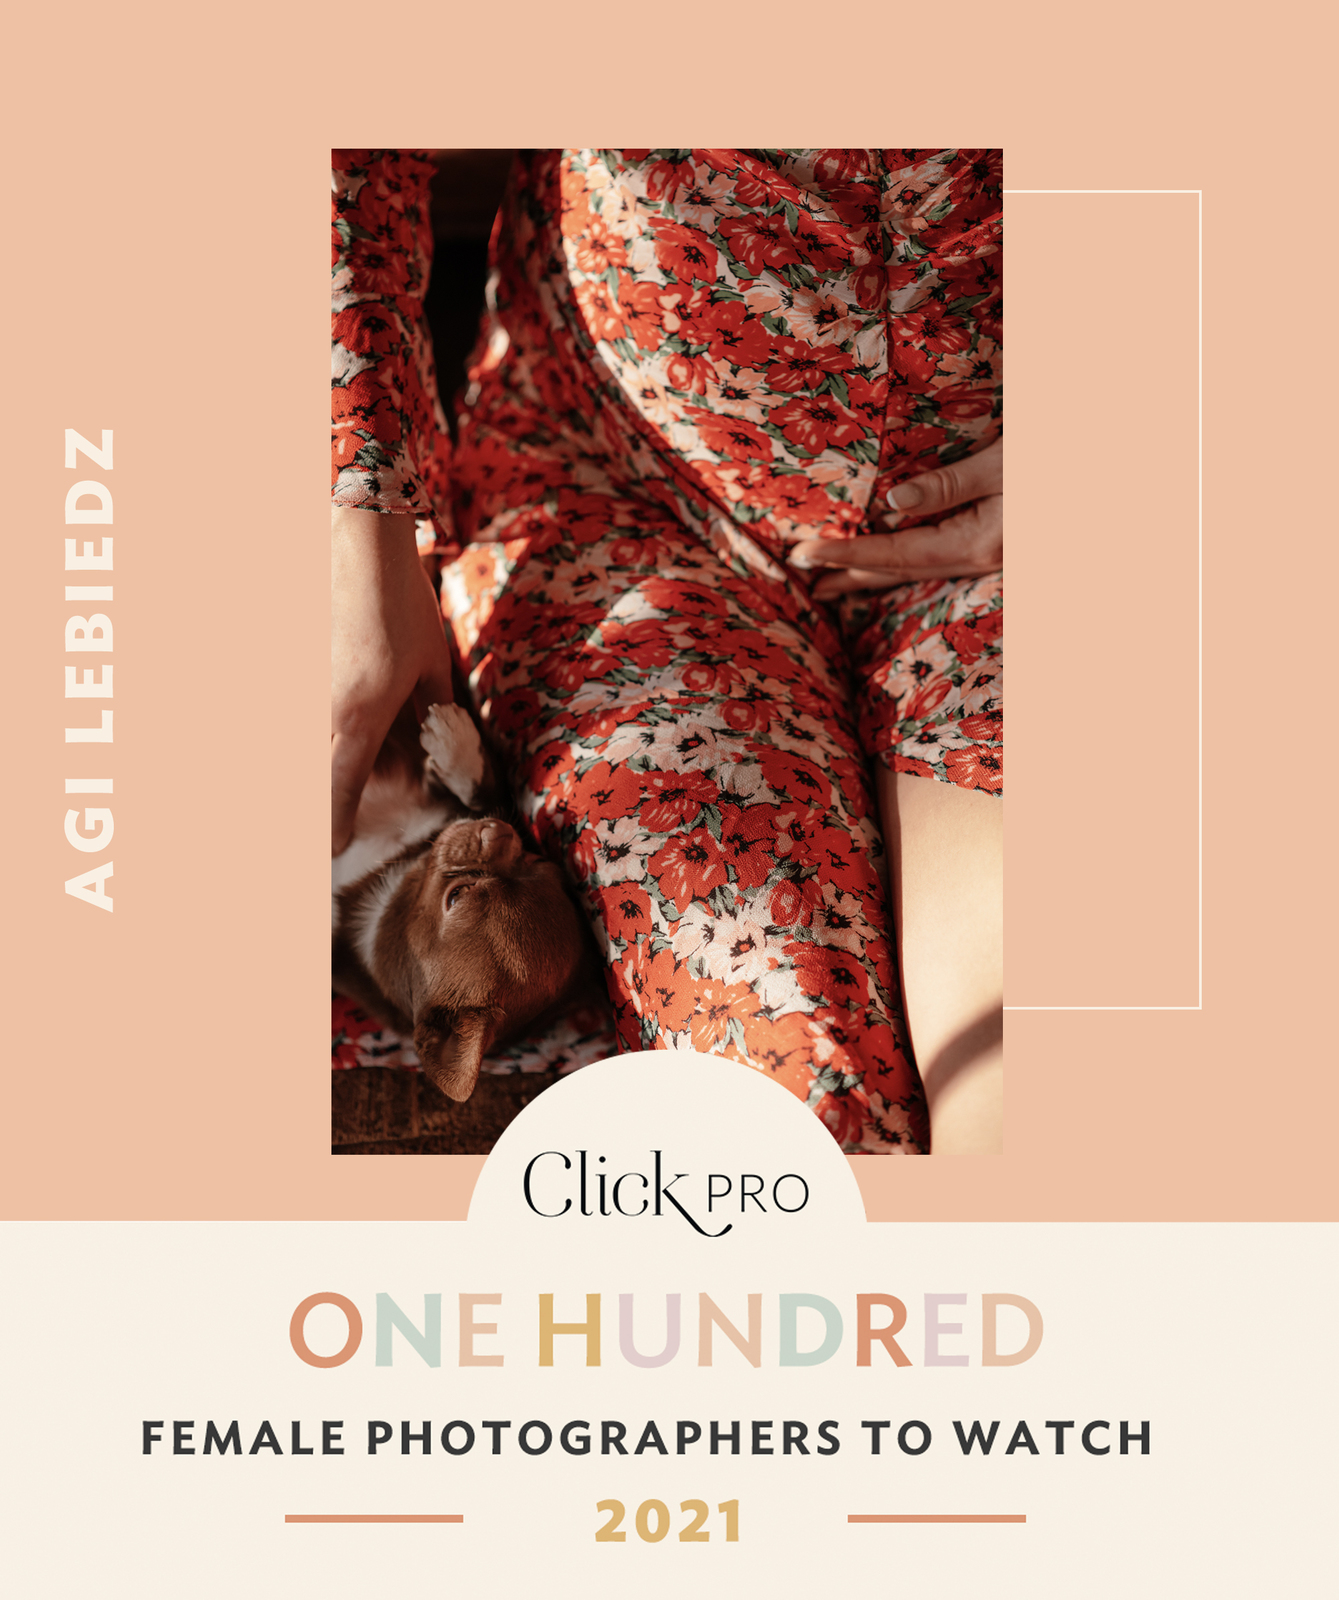 AGI LEBIEDZ
Click PRO
ONE HUNDRED
FEMALE PHOTOGRAPHERS TO WATCH
2021